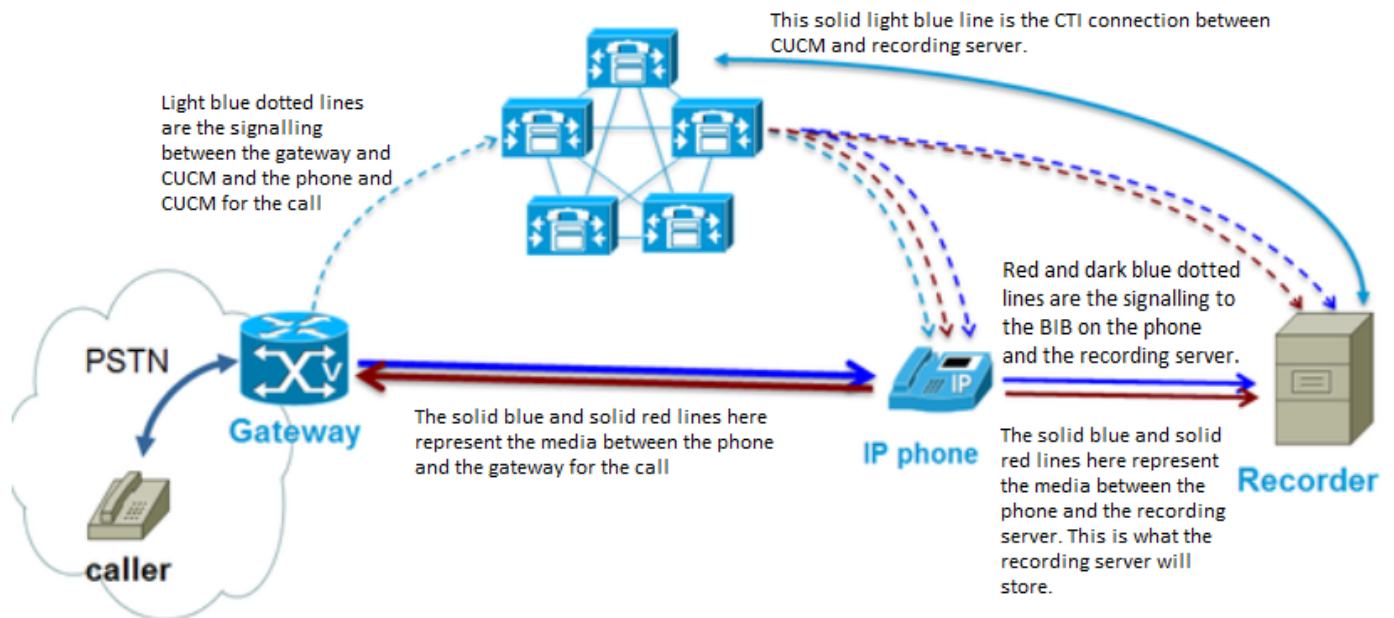 This solid light blue line is the CTI connection between
CUCM and recording server.
Light blue dotted lines
are the signalling
between the gateway and
CUCM and the phone and
CUCM for the call
Red and dark blue dotted
lines are the signalling to
the BIB on the phone
and the recording server.
PSTN
V
IP
Gateway
The solid blue and solid red lines here
represent the media between the phone
and the gateway for the call
IP phone
The solid blue and solid
red lines here represent
the media between the
phone and the recording
server. This is what the
recording server will
store.
Recorder
caller